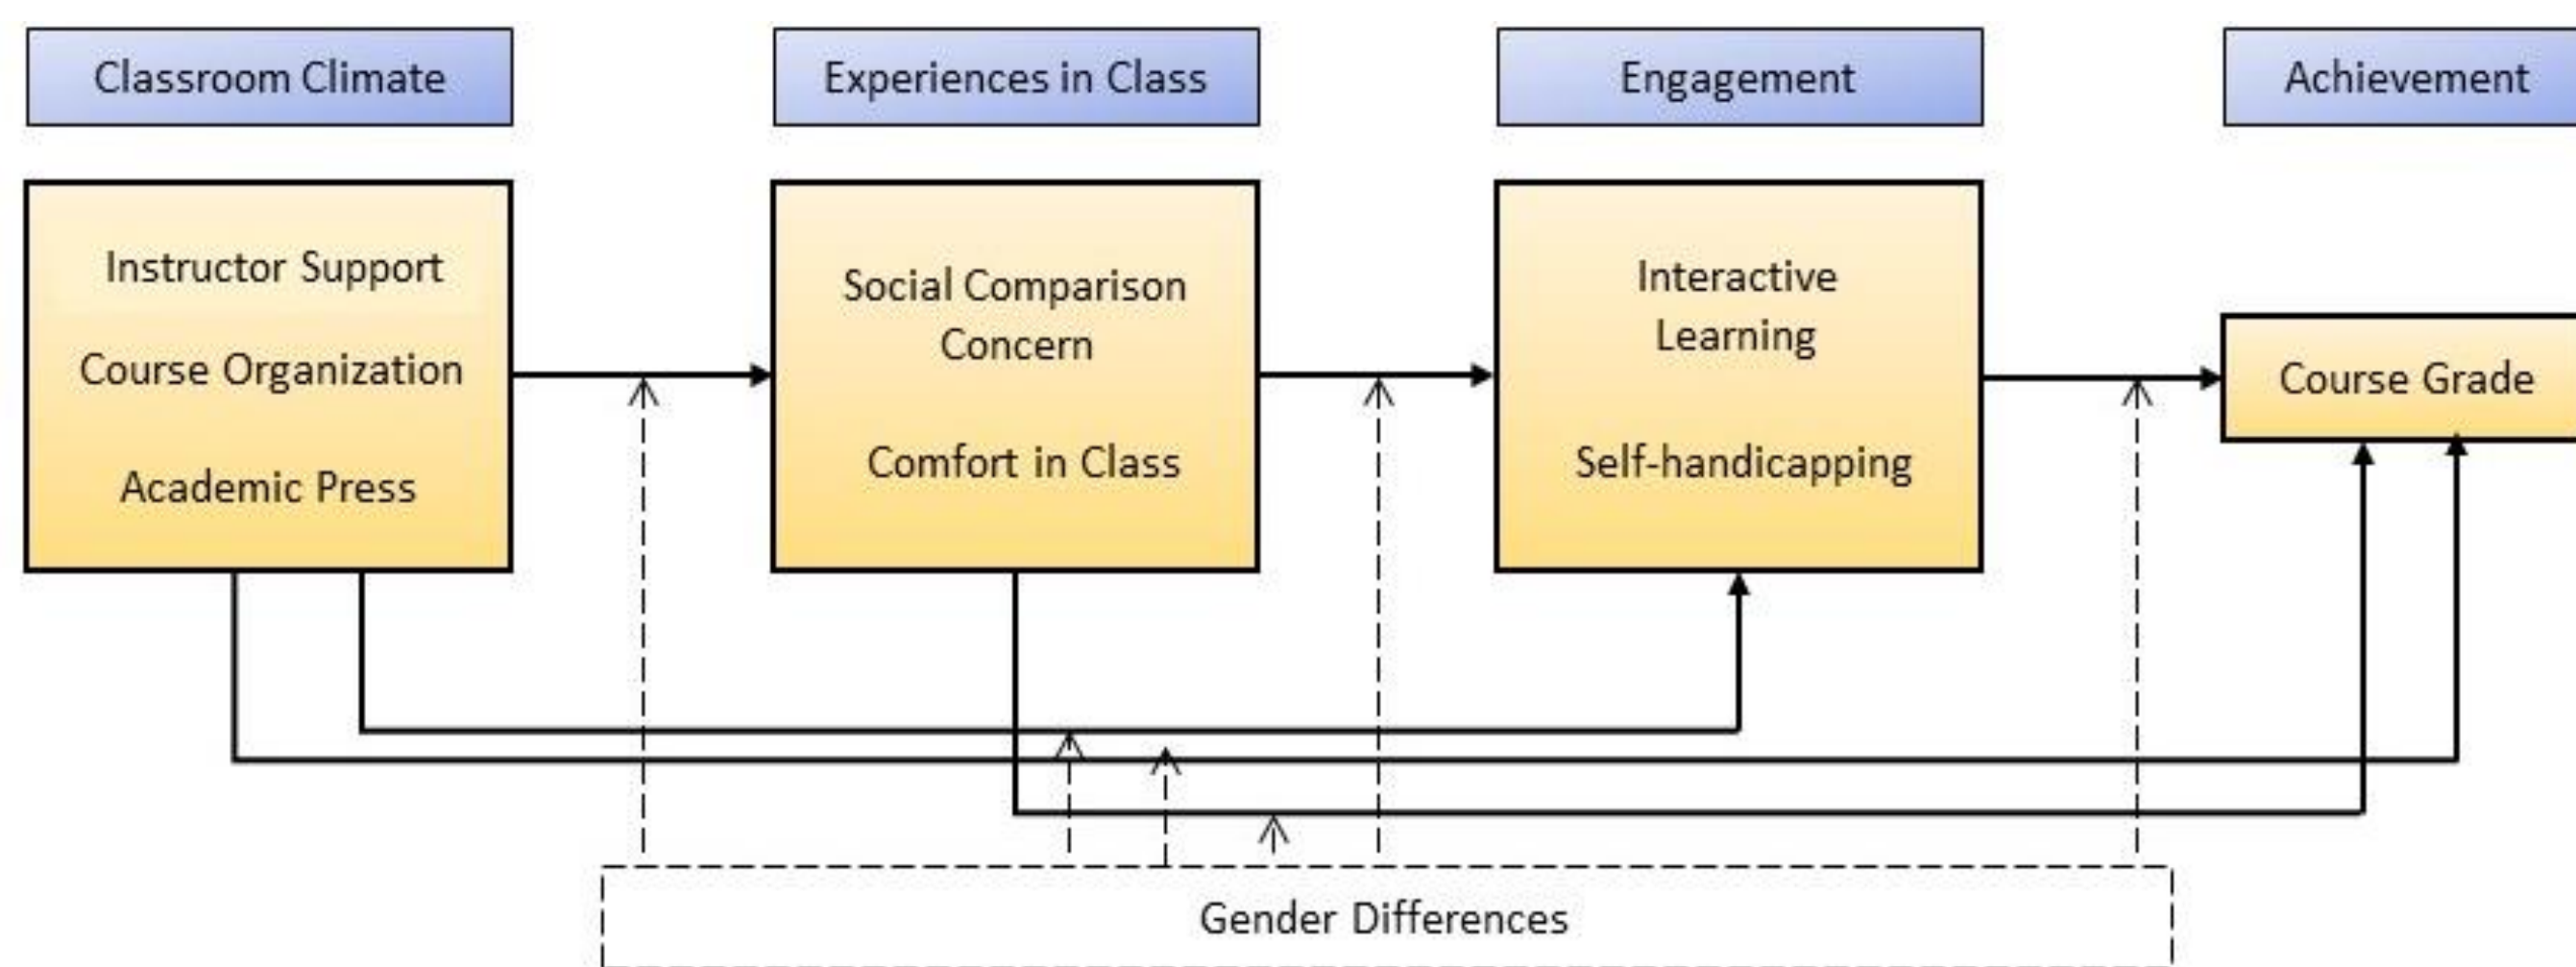 Classroom Climate
Experiences in Class
Engagement
Achievement
Instructor Support
Course Organization
Academic Press
Social Comparison
Concern
Comfort in Class
Interactive
Learning
Self-handicapping
Course Grade
Gender Differences